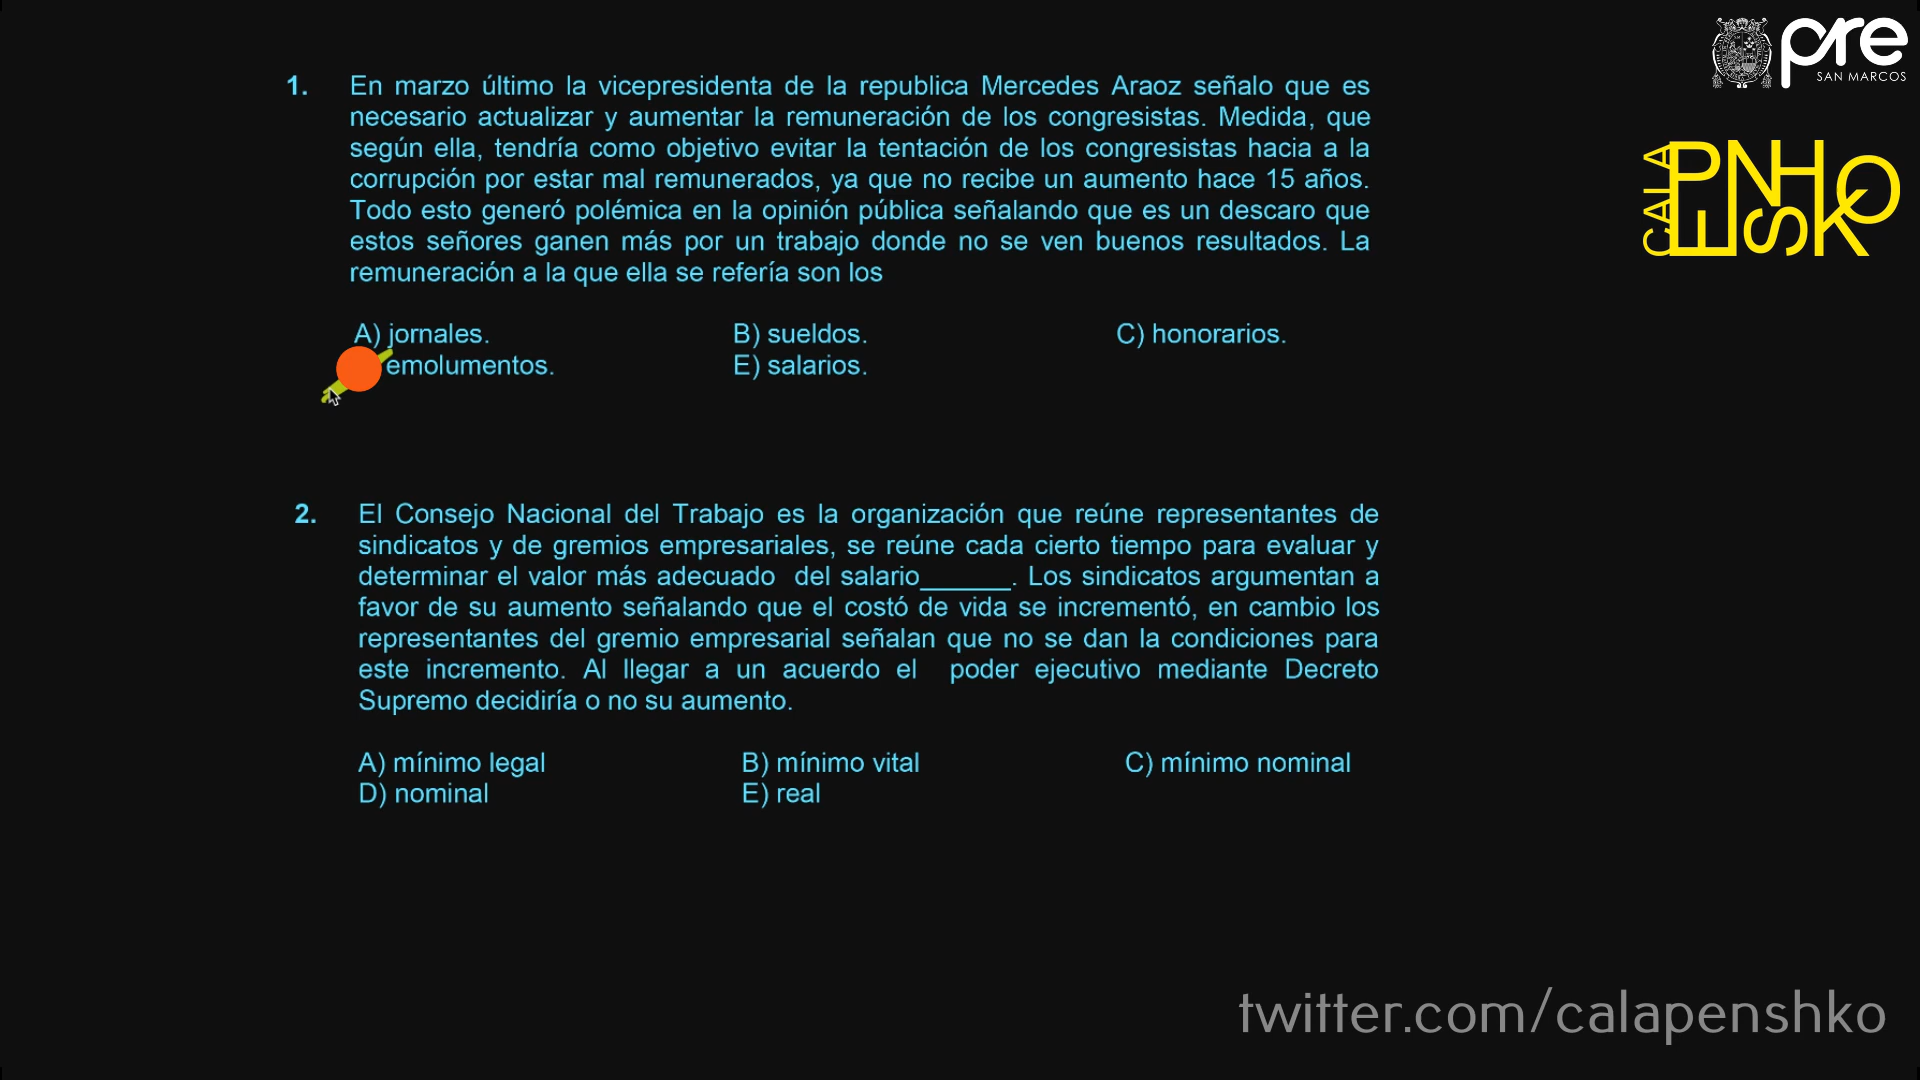 pre
SAN MARCOS
CALA
PENSHKO
1. En marzo último la vicepresidenta de la republica Mercedes Araoz señalo que es
necesario actualizar y aumentar la remuneración de los congresistas. Medida, que
según ella, tendría como objetivo evitar la tentación de los congresistas hacia a la
corrupción por estar mal remunerados, ya que no recibe un aumento hace 15 años.
Todo esto generó polémica en la opinión pública señalando que es un descaro que
estos señores ganen más por un trabajo donde no se ven buenos resultados. La
remuneración a la que ella se refería son los
A) jornales. B) sueldos. C) honorarios.
emolumentos. E) salarios.
2. El Consejo Nacional del Trabajo es la organización que reúne representantes de
sindicatos y de gremios empresariales, se reúne cada cierto tiempo para evaluar y
determinar el valor más adecuado del salario______. Los sindicatos argumentan a
favor de su aumento señalando que el costó de vida se incrementó, en cambio los
representantes del gremio empresarial señalan que no se dan la condiciones para
este incremento. Al llegar a un acuerdo el poder ejecutivo mediante Decreto
Supremo decidiría o no su aumento.
A) mínimo legal B) mínimo vital C) mínimo nominal
D) nominal E) real
twitter.com/calapenshko